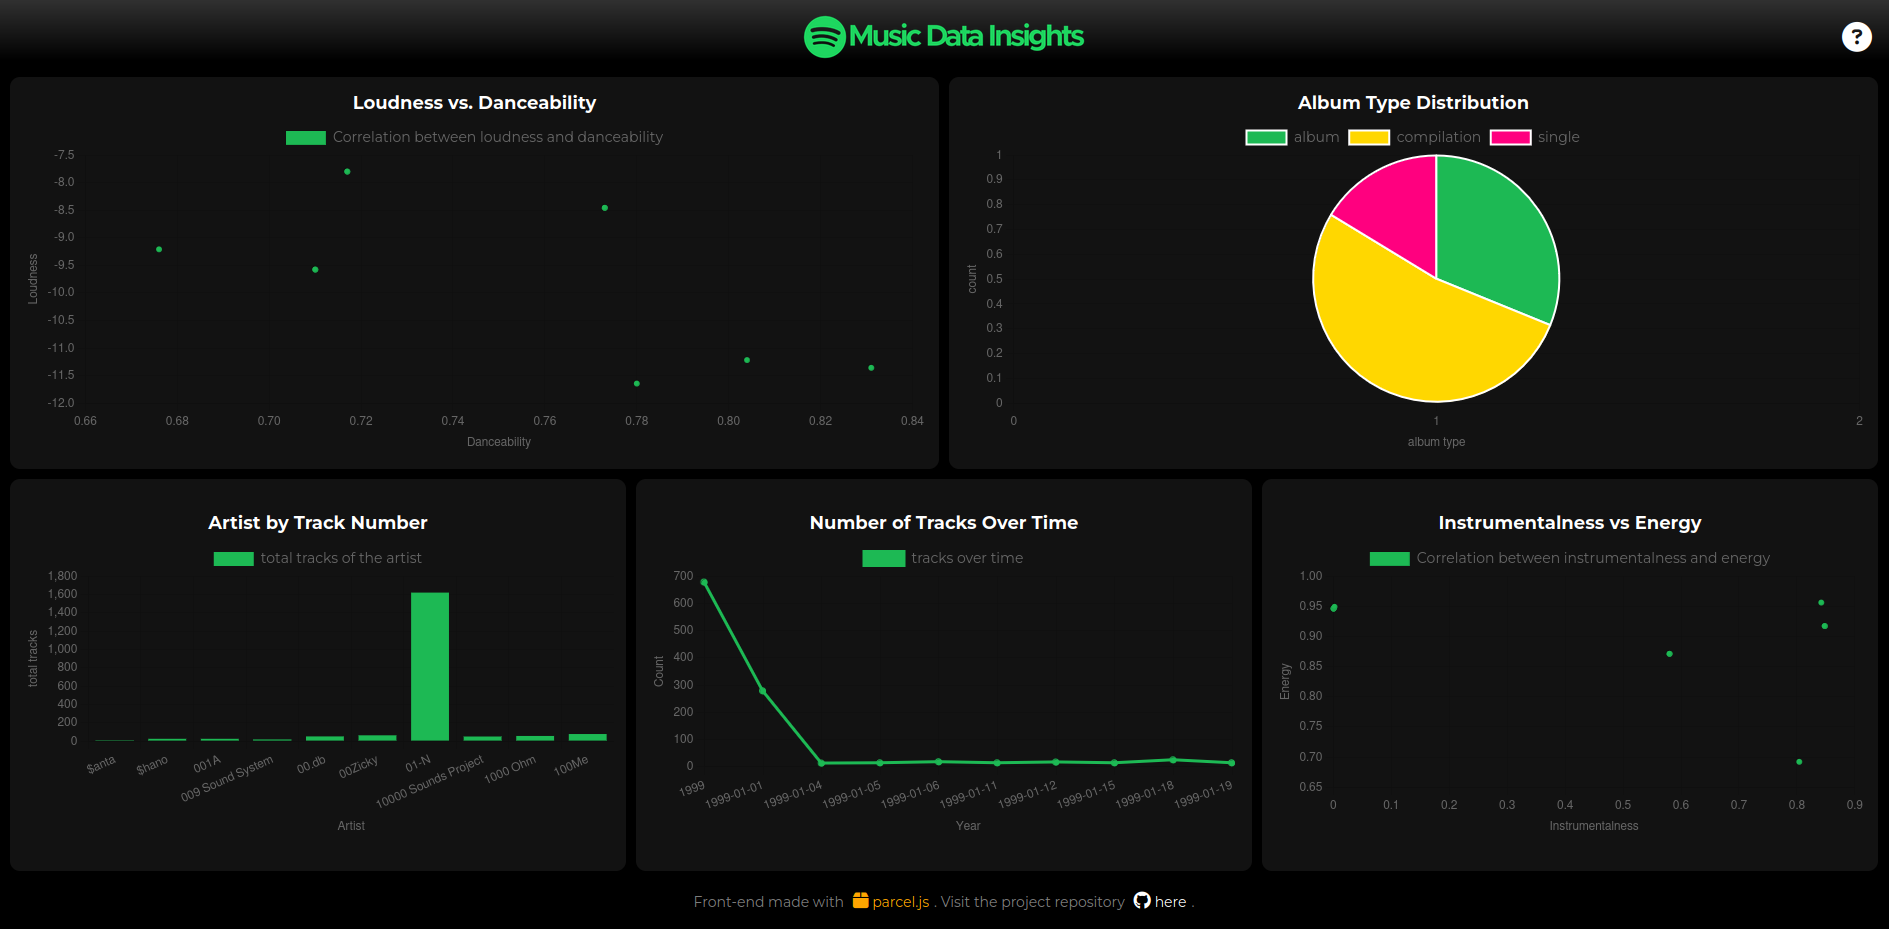 Music Data Insights
?
Loudness vs. Danceability
Correlation between loudness and danceability
-7.5
-8.0
-8.5
-9.0
-9.5
-10.0
-10.5
-11.0
-11.5
-12.0
Loudness
0.66 0.68 0.70 0.72 0.74 0.76 0.78 0.80 0.82 0.84
Danceability
Album Type Distribution
album compilation single
1
0.9
0.8
0.7
0.6
0.5
0.4
0.3
0.2
0.1
0
count
0 1 2
album type
Artist by Track Number
total tracks of the artist
1,800
1,600
1,400
1,200
1,000
800
600
400
200
0
total tracks
$anta $hano 001A 009 Sound System 00.db 00Zicky 01-N 10000 Sounds Project 1000 Ohm 100Me
Artist
Number of Tracks Over Time
tracks over time
700
600
500
400
300
200
100
0
Count
1999 1999-01-01 1999-01-04 1999-01-05 1999-01-06 1999-01-11 1999-01-12 1999-01-15 1999-01-18 1999-01-19
Year
Instrumentalness vs Energy
Correlation between instrumentalness and energy
1.00
0.95
0.90
0.85
0.80
0.75
0.70
0.65
Energy
0 0.1 0.2 0.3 0.4 0.5 0.6 0.7 0.8 0.9
Instrumentalness
Front-end made with parcel.js . Visit the project repository here .